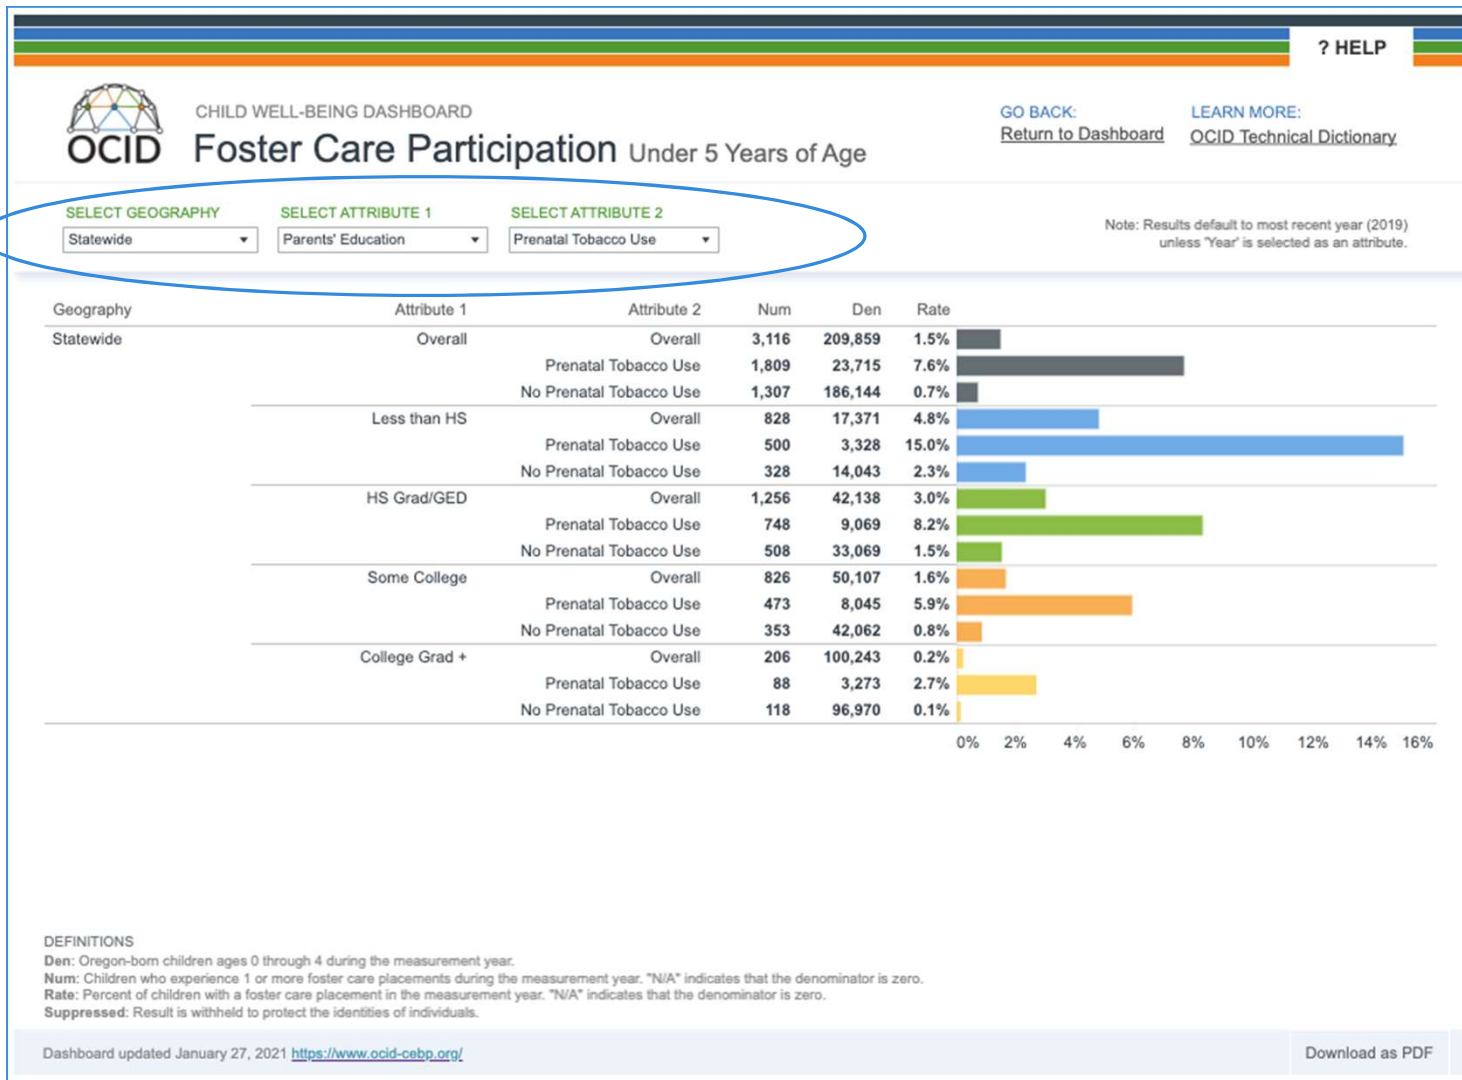 ? HELP
OCID
CHILD WELL-BEING DASHBOARD
Foster Care Participation Under 5 Years of Age
GO BACK:
Return to Dashboard
LEARN MORE:
OCID Technical Dictionary
SELECT GEOGRAPHY
Statewide
SELECT ATTRIBUTE 1
Parents' Education
SELECT ATTRIBUTE 2
Prenatal Tobacco Use
Note: Results default to most recent year (2019)
unless 'Year' is selected as an attribute.
Geography Attribute 1 Attribute 2 Num Den Rate
Statewide Overall Overall 3,116 209,859 1.5%
Prenatal Tobacco Use 1,809 23,715 7.6%
No Prenatal Tobacco Use 1,307 186,144 0.7%
Less than HS Overall 828 17,371 4.8%
Prenatal Tobacco Use 500 3,328 15.0%
No Prenatal Tobacco Use 328 14,043 2.3%
HS Grad/GED Overall 1,256 42,138 3.0%
Prenatal Tobacco Use 748 9,069 8.2%
No Prenatal Tobacco Use 508 33,069 1.5%
Some College Overall 826 50,107 1.6%
Prenatal Tobacco Use 473 8,045 5.9%
No Prenatal Tobacco Use 353 42,062 0.8%
College Grad + Overall 206 100,243 0.2%
Prenatal Tobacco Use 88 3,273 2.7%
No Prenatal Tobacco Use 118 96,970 0.1%
0% 2% 4% 6% 8% 10% 12% 14% 16%
DEFINITIONS
Den: Oregon-born children ages 0 through 4 during the measurement year.
Num: Children who experience 1 or more foster care placements during the measurement year. "N/A" indicates that the denominator is zero.
Rate: Percent of children with a foster care placement in the measurement year. "N/A" indicates that the denominator is zero.
Suppressed: Result is withheld to protect the identities of individuals.
Dashboard updated January 27, 2021 https://www.ocid-cebp.org/
Download as PDF